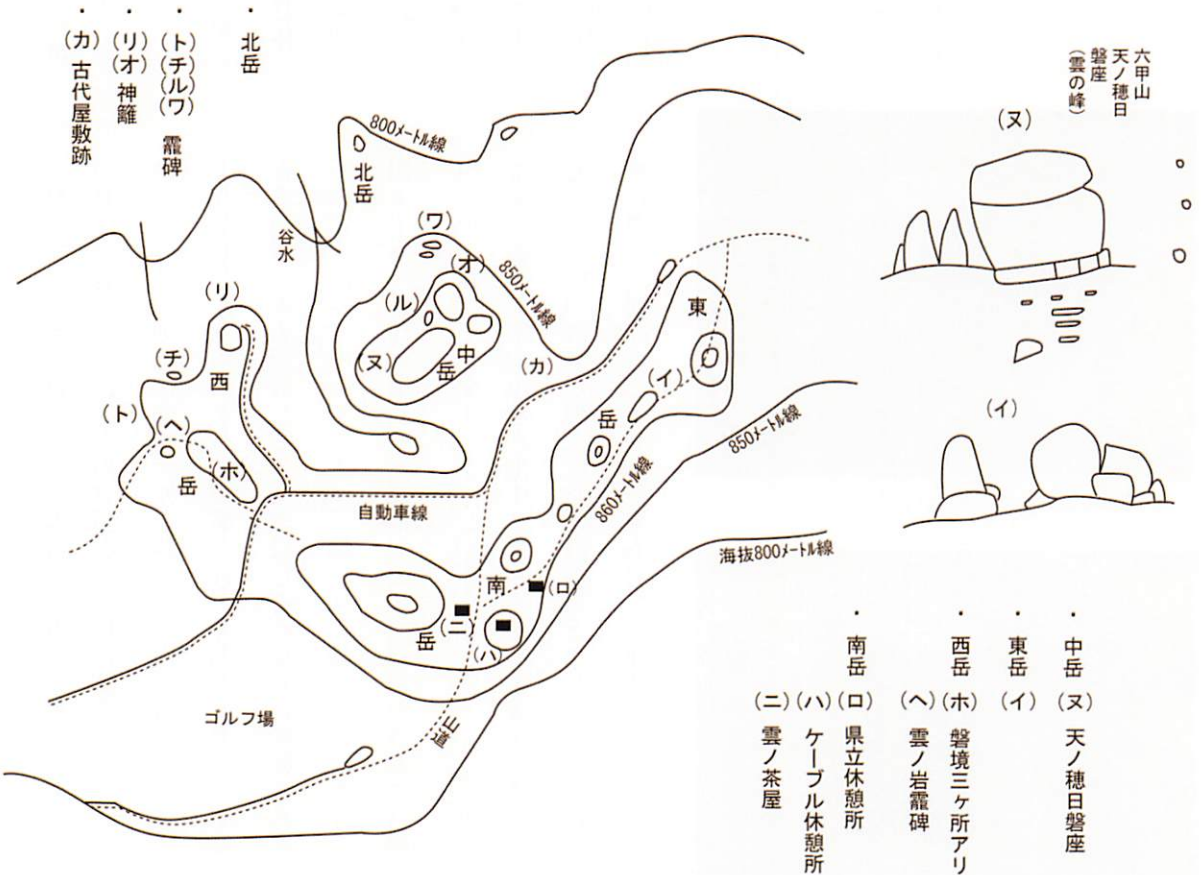 六甲山
天ノ穂日
磐座
(雲の峰)
(ヌ)
(イ)
・北岳
・(ト)(チ)(ル)(ワ) 霊碑
・(リ)(オ) 神籬
・(カ) 古代屋敷跡
800メートル線
北岳
谷水
(ワ)
(オ)
850メートル線
(ル)
(ヌ)
中岳
(カ)
(リ)
(チ)
西岳
(ト)
(ヘ)
(ホ)
東岳
(イ)
860メートル線
850メートル線
自動車線
海抜800メートル線
南岳
(ロ)
(ニ)
(ハ)
山道
ゴルフ場
・中岳 (ヌ) 天ノ穂日磐座
・東岳 (イ)
・西岳 (ホ) 磐境三ヶ所アリ
(ヘ) 雲ノ岩霊碑
・南岳 (ロ) 県立休憩所
(ハ) ケーブル休憩所
(ニ) 雲ノ茶屋